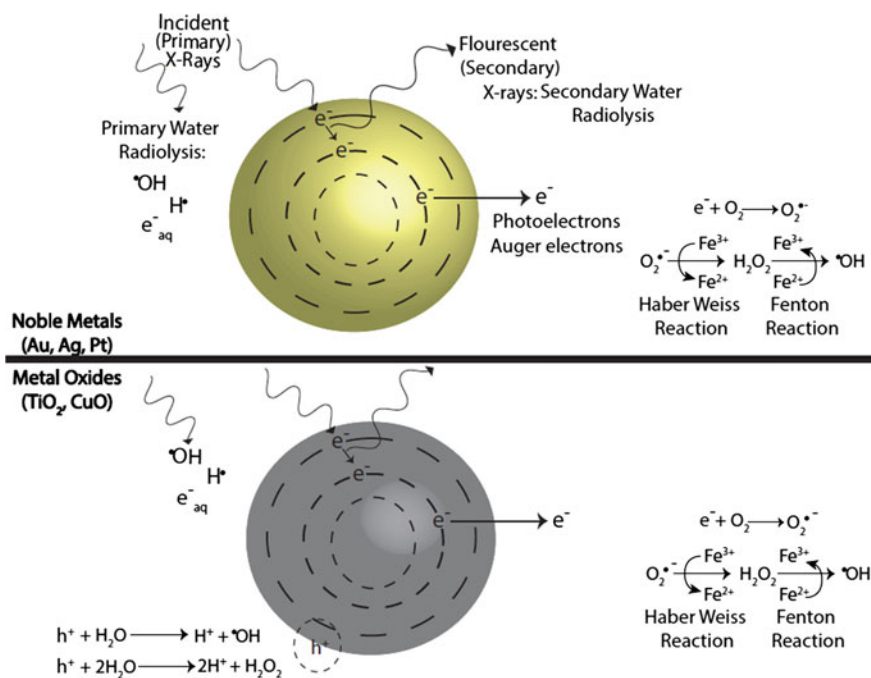 Incident
(Primary)
X-Rays
Flourescent
(Secondary)
X-rays: Secondary Water
Radiolysis
Primary Water
Radiolysis:
•OH
H•
e⁻aq
e⁻
e⁻
e⁻
e⁻
Photoelectrons
Auger electrons
e⁻ + O₂ → O₂•⁻
Fe³⁺ Fe³⁺
O₂•⁻ → H₂O₂ → •OH
Fe²⁺ Fe²⁺
Haber Weiss Fenton
Reaction Reaction
Noble Metals
(Au, Ag, Pt)
Metal Oxides
(TiO₂, CuO)
•OH
H•
e⁻aq
e⁻
e⁻
e⁻
e⁻
e⁻ + O₂ → O₂•⁻
Fe³⁺ Fe³⁺
O₂•⁻ → H₂O₂ → •OH
Fe²⁺ Fe²⁺
Haber Weiss Fenton
Reaction Reaction
h⁺ + H₂O → H⁺ + •OH
h⁺
h⁺ + 2H₂O → 2H⁺ + H₂O₂